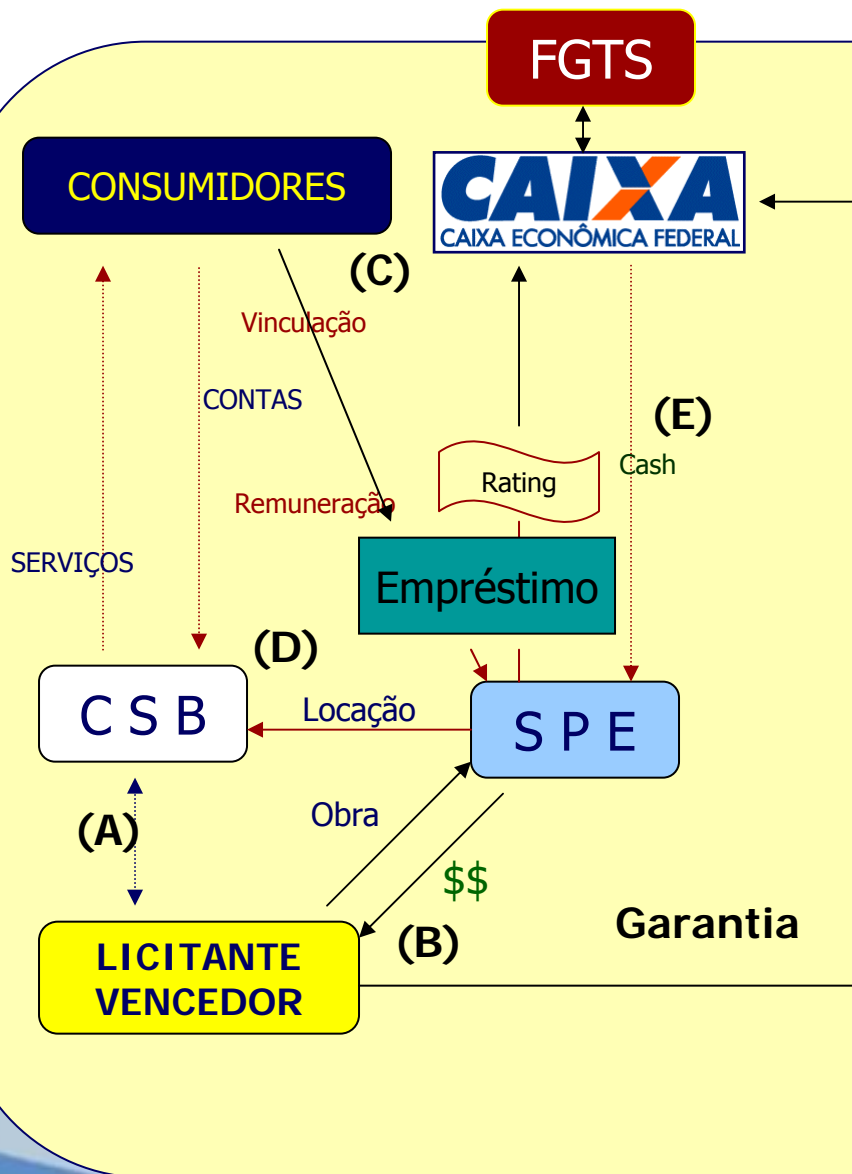 FGTS
CONSUMIDORES
CAIXA
CAIXA ECONÔMICA FEDERAL
(C)
Vinculação
CONTAS
(E)
Cash
Rating
Remuneração
SERVIÇOS
Empréstimo
(D)
C S B
Locação
S P E
(A)
Obra
$$
(B)
Garantia
LICITANTE
VENCEDOR